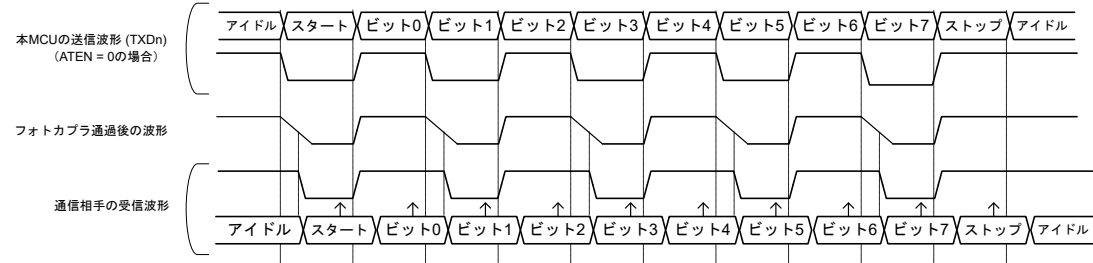 アイドル スタート ビット0 ビット1 ビット2 ビット3 ビット4 ビット5 ビット6 ビット7 ストップ アイドル
本MCUの送信波形 (TXDn)
（ATEN = 0の場合）
フォトカプラ通過後の波形
通信相手の受信波形
アイドル スタート ビット0 ビット1 ビット2 ビット3 ビット4 ビット5 ビット6 ビット7 ストップ アイドル